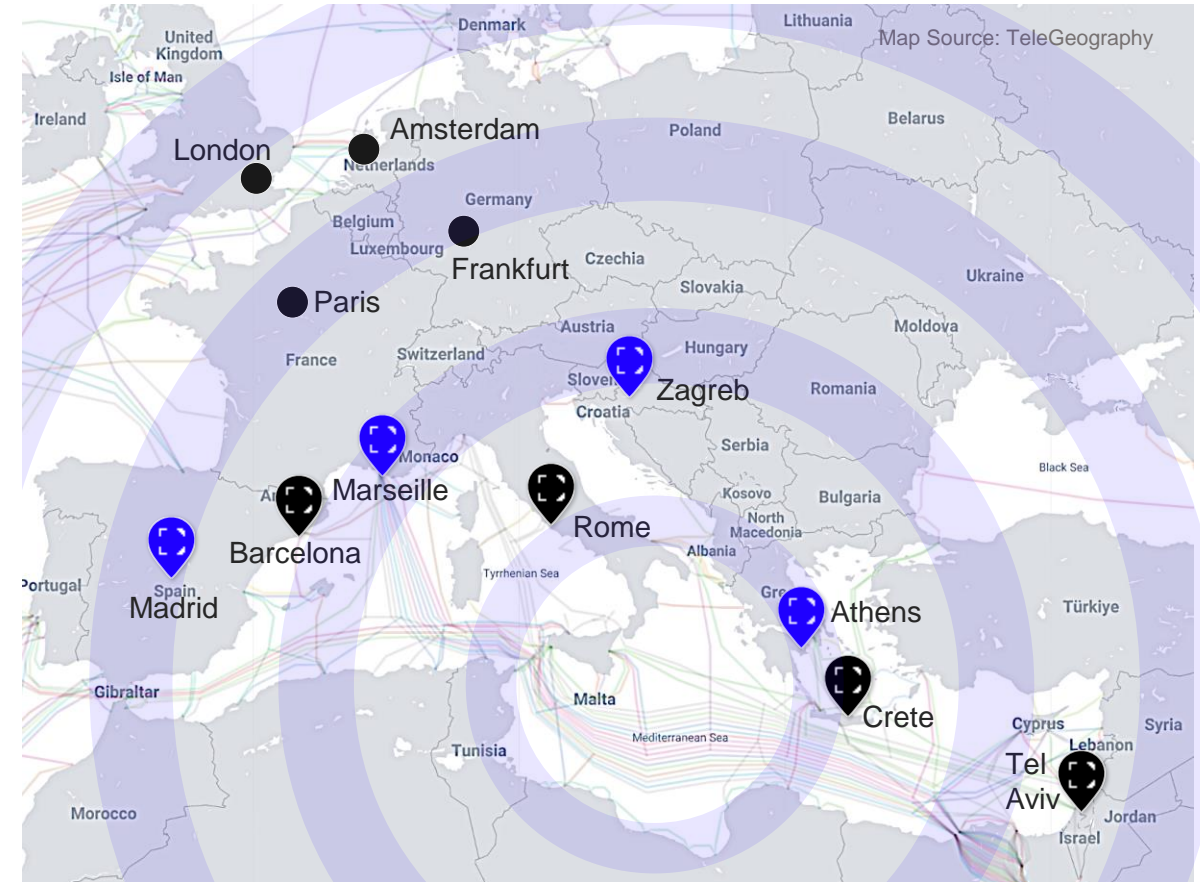 Denmark
Lithuania
United
Kingdom
Map Source: TeleGeography
Isle of Man
Ireland
Belarus
Amsterdam
Poland
London
Netherlands
Germany
Belgium
Luxembourg
Frankfurt
Czechia
Ukraine
Slovakia
Paris
Moldova
Austria
Hungary
France
Switzerland
Sloven
Zagreb
Romania
Croatia
Serbia
Monaco
Black Sea
Marseille
An
Kosovo
Bulgaria
Rome
North
Macedonia
Barcelona
Albania
Tyrrhenian Sea
Portugal
Spain
Gre
Madrid
Athens
Türkiye
Gibraltar
Malta
Crete
Cyprus
Syria
Mediterranean Sea
Tunisia
Lebanon
Tel
Aviv
Morocco
Jordan
Israel